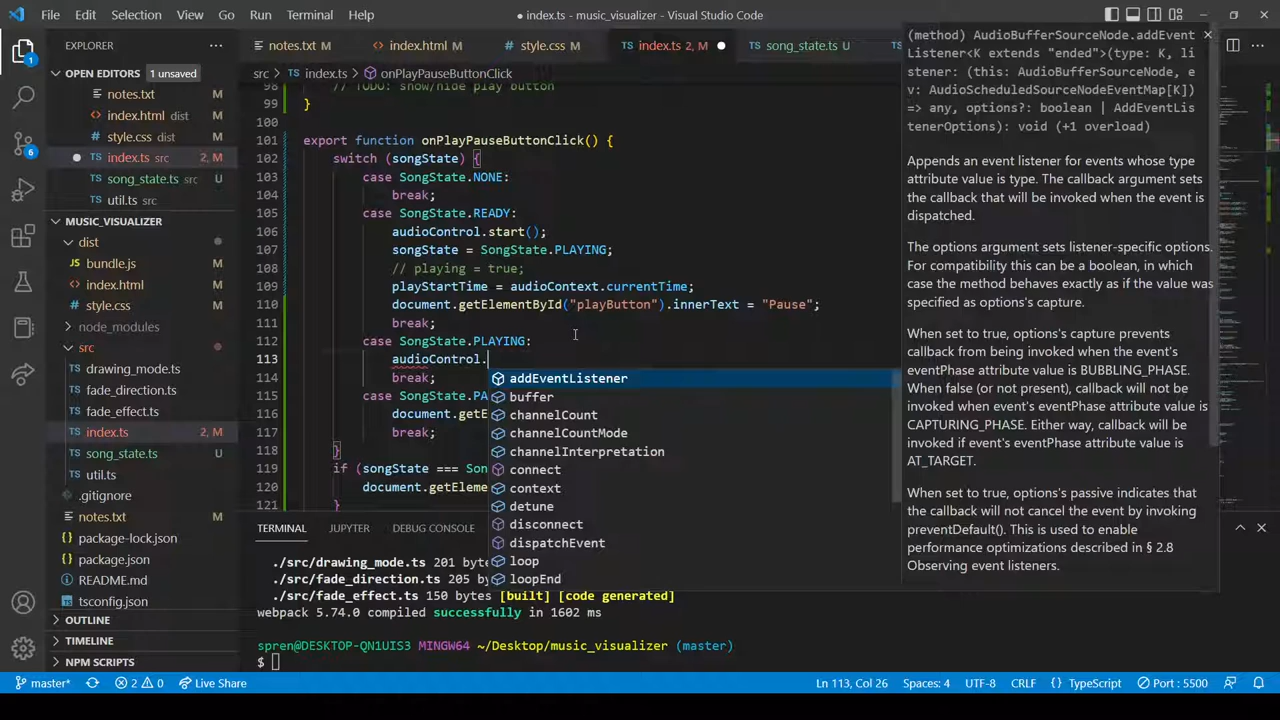 File Edit Selection View Go Run Terminal Help
● index.ts - music_visualizer - Visual Studio Code
EXPLORER
OPEN EDITORS 1 unsaved
notes.txt M
index.html dist M
style.css dist M
index.ts src 2, M
song_state.ts src U
util.ts src M
MUSIC_VISUALIZER
dist
bundle.js M
index.html M
style.css M
node_modules
src
drawing_mode.ts M
fade_direction.ts M
fade_effect.ts M
index.ts 2, M
song_state.ts U
util.ts M
.gitignore
notes.txt M
package-lock.json M
package.json M
README.md M
tsconfig.json M
OUTLINE
TIMELINE
NPM SCRIPTS
1
6
notes.txt M
index.html M
style.css M
index.ts 2, M
song_state.ts U
src > index.ts > onPlayPauseButtonClick
98 // TODO: show/hide play button
99 }
100
101 export function onPlayPauseButtonClick() {
102 switch (songState) {
103 case SongState.NONE:
104 break;
105 case SongState.READY:
106 audioControl.start();
107 songState = SongState.PLAYING;
108 // playing = true;
109 playStartTime = audioContext.currentTime;
110 document.getElementById("playButton").innerText = "Pause";
111 break;
112 case SongState.PLAYING:
113 audioControl.
114 break;
115 case SongState.PA
116 document.getE
117 break;
118 }
119 if (songState === Son
120 document.getEleme
121 }
addEventListener
buffer
channelCount
channelCountMode
channelInterpretation
connect
context
detune
disconnect
dispatchEvent
loop
loopEnd
(method) AudioBufferSourceNode.addEvent
Listener<K extends "ended">(type: K, li
stener: (this: AudioBufferSourceNode, e
v: AudioScheduledSourceNodeEventMap[K])
=> any, options?: boolean | AddEventLis
tenerOptions): void (+1 overload)
Appends an event listener for events whose type
attribute value is type. The callback argument sets
the callback that will be invoked when the event is
dispatched.
The options argument sets listener-specific options.
For compatibility this can be a boolean, in which
case the method behaves exactly as if the value was
specified as options's capture.
When set to true, options's capture prevents
callback from being invoked when the event's
eventPhase attribute value is BUBBLING_PHASE.
When false (or not present), callback will not be
invoked when event's eventPhase attribute value is
CAPTURING_PHASE. Either way, callback will be
invoked if event's eventPhase attribute value is
AT_TARGET.
When set to true, options's passive indicates that
the callback will not cancel the event by invoking
preventDefault(). This is used to enable
performance optimizations described in § 2.8
Observing event listeners.
TERMINAL JUPYTER DEBUG CONSOLE
./src/drawing_mode.ts 201 byte
./src/fade_direction.ts 205 by
./src/fade_effect.ts 150 bytes [built] [code generated]
webpack 5.74.0 compiled successfully in 1602 ms
spren@DESKTOP-QN1UIS3 MINGW64 ~/Desktop/music_visualizer (master)
$
master* 2 0 Live Share
Ln 113, Col 26 Spaces: 4 UTF-8 CRLF {} TypeScript Port : 5500